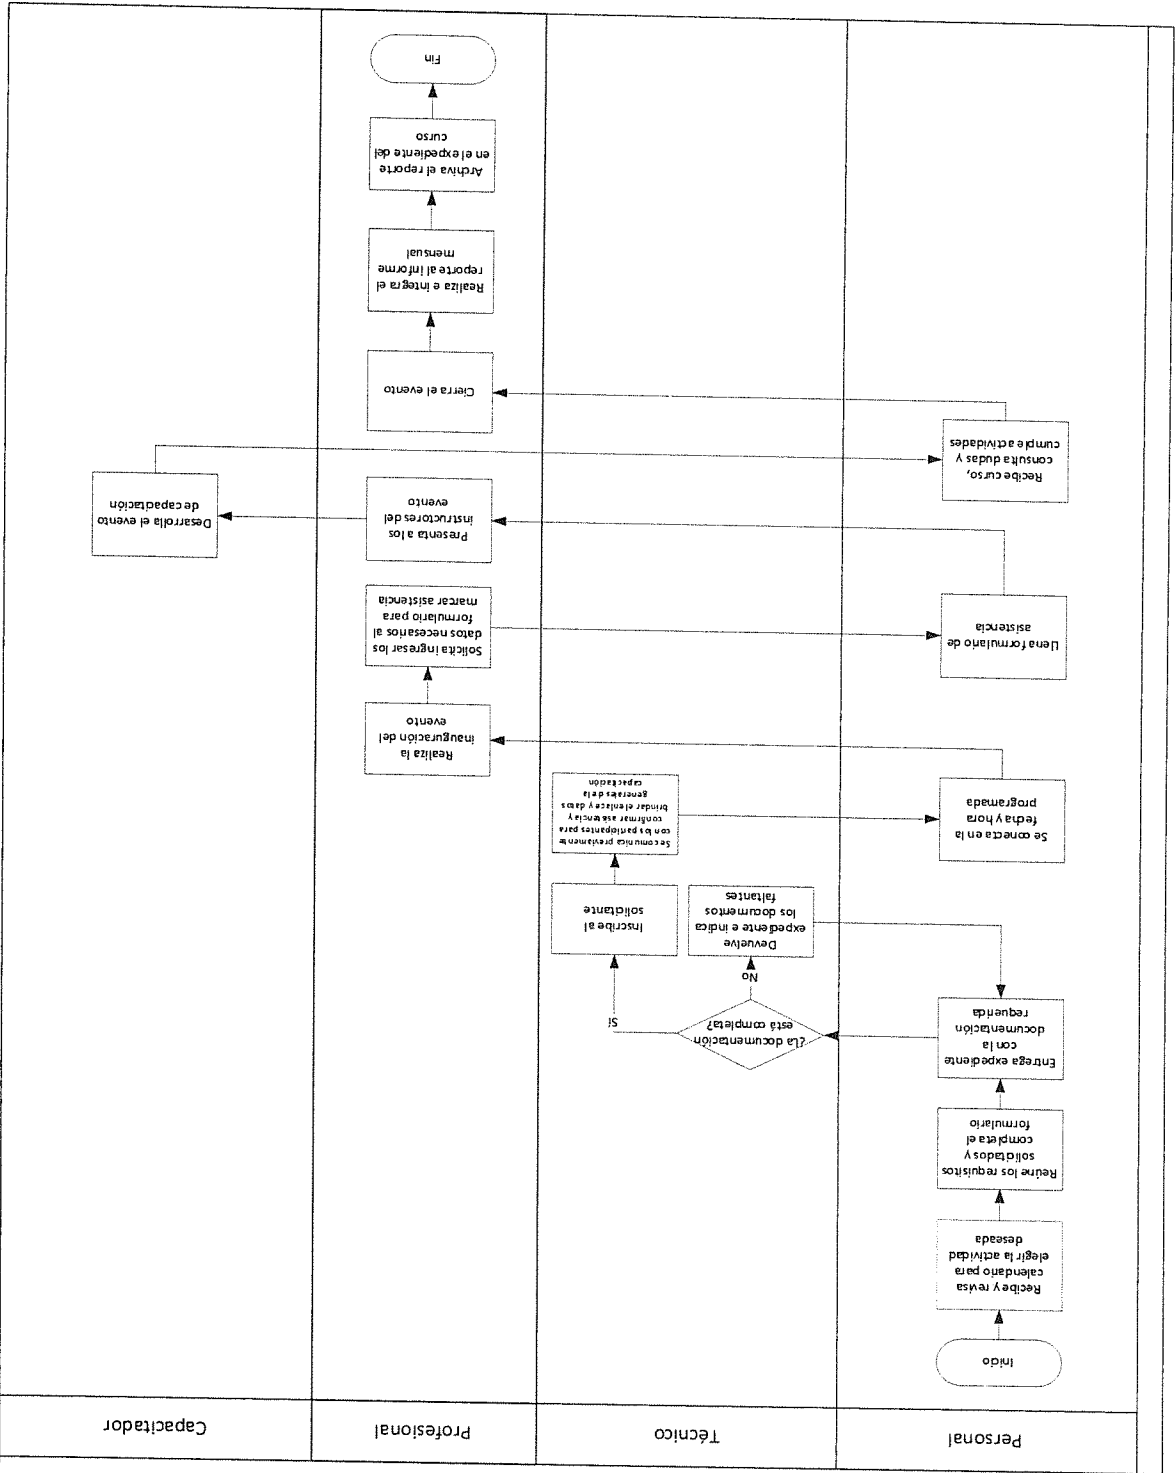 Personal
Técnico
Profesional
Capacitador
Inicio
Recibe y revisa
calendario para
elegir la actividad
deseada
Reúne los requisitos
solicitados y
completa el
formulario
Entrega expediente
con la
documentación
requerida
¿La documentación
está completa?
No
Sí
Devuelve
expediente e indica
los documentos
faltantes
Inscribe al
solicitante
Se comunica previamente
con los participantes para
confirmar asistencia y
brindar el enlace y datos
generales de la
capacitación
Se conecta en la
fecha y hora
programada
Realiza la
inauguración del
evento
Solicita ingresar los
datos necesarios al
formulario para
marcar asistencia
Llena formulario de
asistencia
Presenta a los
instructores del
evento
Desarrolla el evento
de capacitación
Recibe curso,
consulta dudas y
cumple actividades
Cierra el evento
Realiza e integra el
reporte al informe
mensual
Archiva el reporte
en el expediente del
curso
Fin